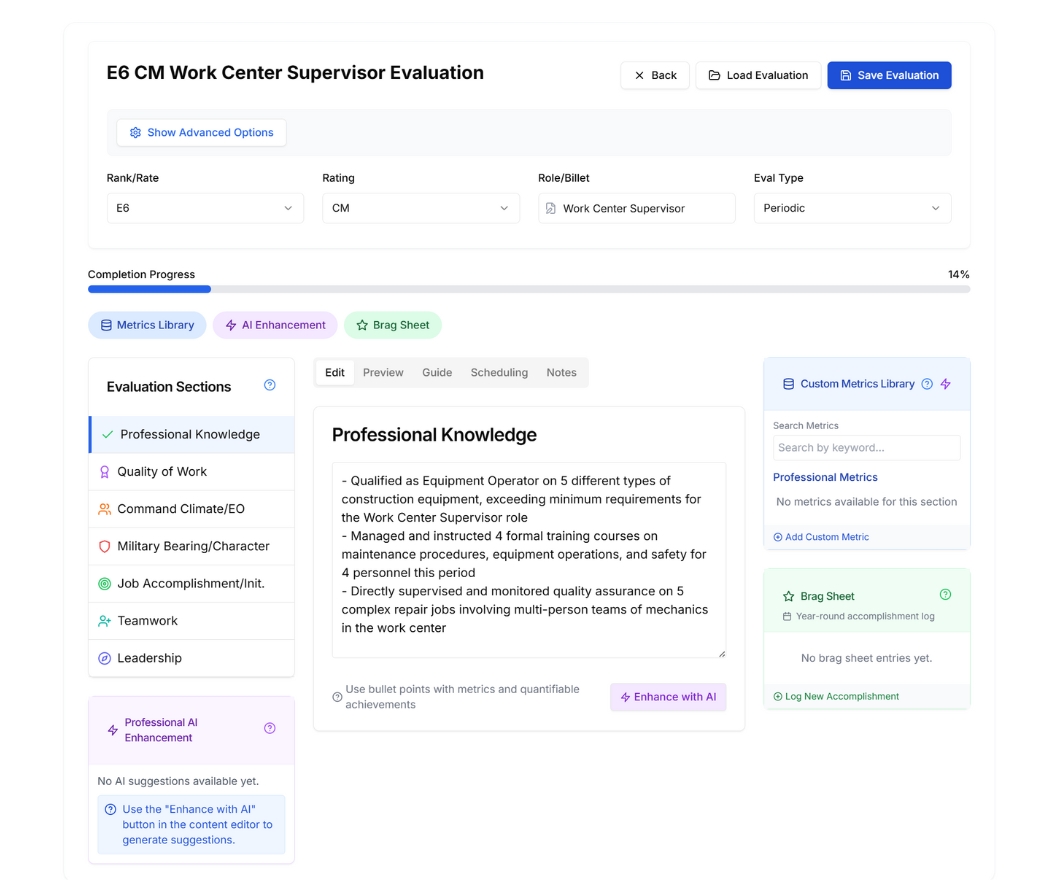 E6 CM Work Center Supervisor Evaluation
Back
Load Evaluation
Save Evaluation
Show Advanced Options
Rank/Rate
Rating
Role/Billet
Eval Type
E6
CM
Work Center Supervisor
Periodic
Completion Progress
14%
Metrics Library
AI Enhancement
Brag Sheet
Evaluation Sections
Professional Knowledge
Quality of Work
Command Climate/EO
Military Bearing/Character
Job Accomplishment/Init.
Teamwork
Leadership
Professional AI
Enhancement
No AI suggestions available yet.
Use the "Enhance with AI"
button in the content editor to
generate suggestions.
Edit
Preview
Guide
Scheduling
Notes
Professional Knowledge
- Qualified as Equipment Operator on 5 different types of
construction equipment, exceeding minimum requirements for
the Work Center Supervisor role
- Managed and instructed 4 formal training courses on
maintenance procedures, equipment operations, and safety for
4 personnel this period
- Directly supervised and monitored quality assurance on 5
complex repair jobs involving multi-person teams of mechanics
in the work center
Use bullet points with metrics and quantifiable
achievements
Enhance with AI
Custom Metrics Library
Search Metrics
Search by keyword...
Professional Metrics
No metrics available for this section
Add Custom Metric
Brag Sheet
Year-round accomplishment log
No brag sheet entries yet.
Log New Accomplishment